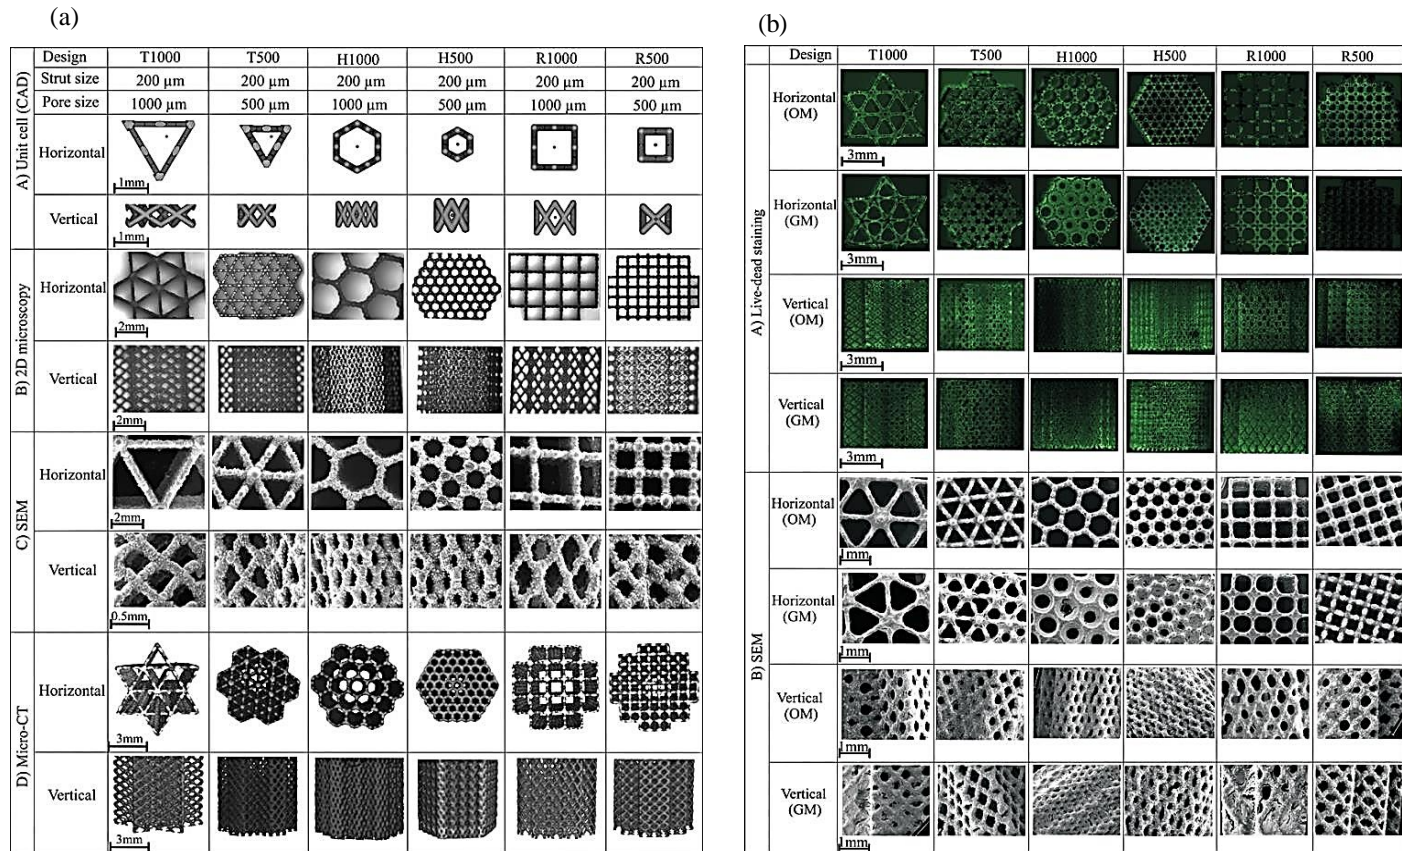 (a)
Design T1000 T500 H1000 H500 R1000 R500
Strut size 200 µm 200 µm 200 µm 200 µm 200 µm 200 µm
Pore size 1000 µm 500 µm 1000 µm 500 µm 1000 µm 500 µm
A) Unit cell (CAD)
Horizontal
1mm
Vertical
1mm
B) 2D microscopy
Horizontal
2mm
Vertical
2mm
C) SEM
Horizontal
2mm
Vertical
0.5mm
D) Micro-CT
Horizontal
3mm
Vertical
3mm
(b)
Design T1000 T500 H1000 H500 R1000 R500
A) Live-dead staining
Horizontal
(OM)
3mm
Horizontal
(GM)
3mm
Vertical
(OM)
3mm
Vertical
(GM)
3mm
B) SEM
Horizontal
(OM)
1mm
Horizontal
(GM)
1mm
Vertical
(OM)
1mm
Vertical
(GM)
1mm